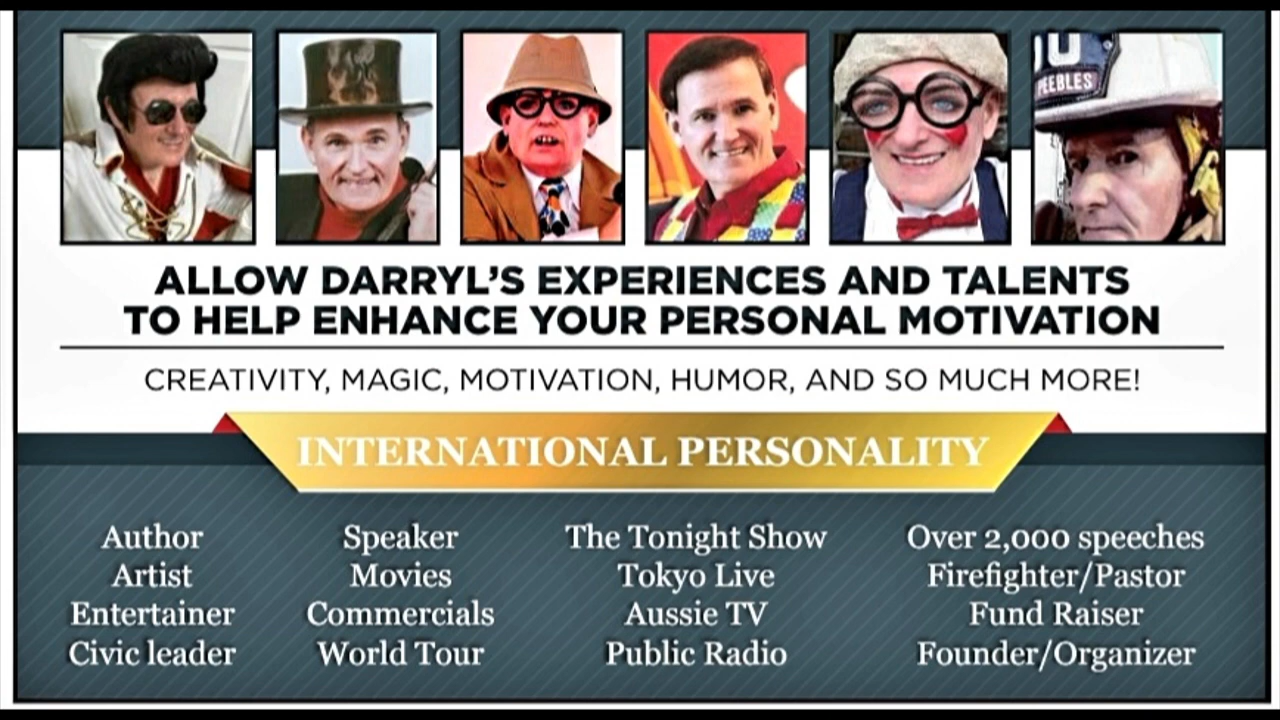 PEEBLES
ALLOW DARRYL'S EXPERIENCES AND TALENTS
TO HELP ENHANCE YOUR PERSONAL MOTIVATION
CREATIVITY, MAGIC, MOTIVATION, HUMOR, AND SO MUCH MORE!
INTERNATIONAL PERSONALITY
Author
Artist
Entertainer
Civic leader
Speaker
Movies
Commercials
World Tour
The Tonight Show
Tokyo Live
Aussie TV
Public Radio
Over 2,000 speeches
Firefighter/Pastor
Fund Raiser
Founder/Organizer